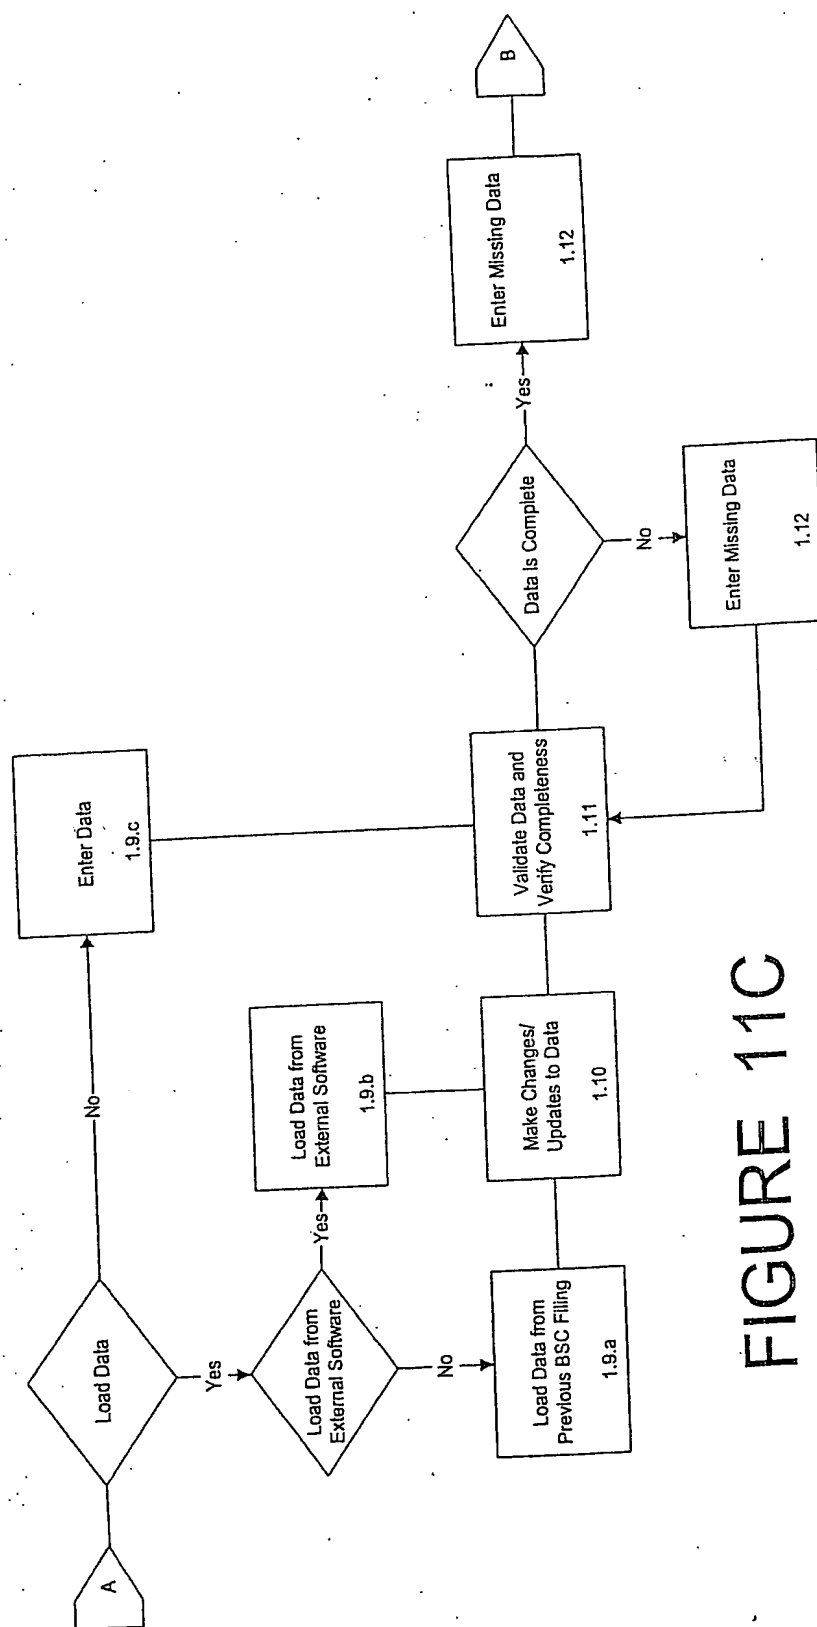 A
Load Data
No
Enter Data
1.9.c
Yes
Load Data from
External Software
Yes
Load Data from
External Software
1.9.b
No
Load Data from
Previous BSC Filing
1.9.a
Make Changes/
Updates to Data
1.10
Validate Data and
Verify Completeness
1.11
Data Is Complete
Yes
Enter Missing Data
1.12
B
No
Enter Missing Data
1.12
FIGURE 11C